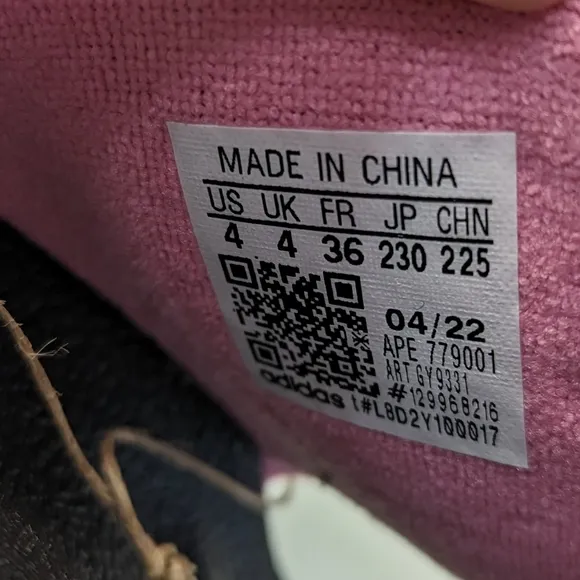 MADE IN CHINA
US UK FR JP CHN
4 4 36 230 225
04/22
APE 779001
ART GY9331
#129968216
adidas t#L8D2Y100017